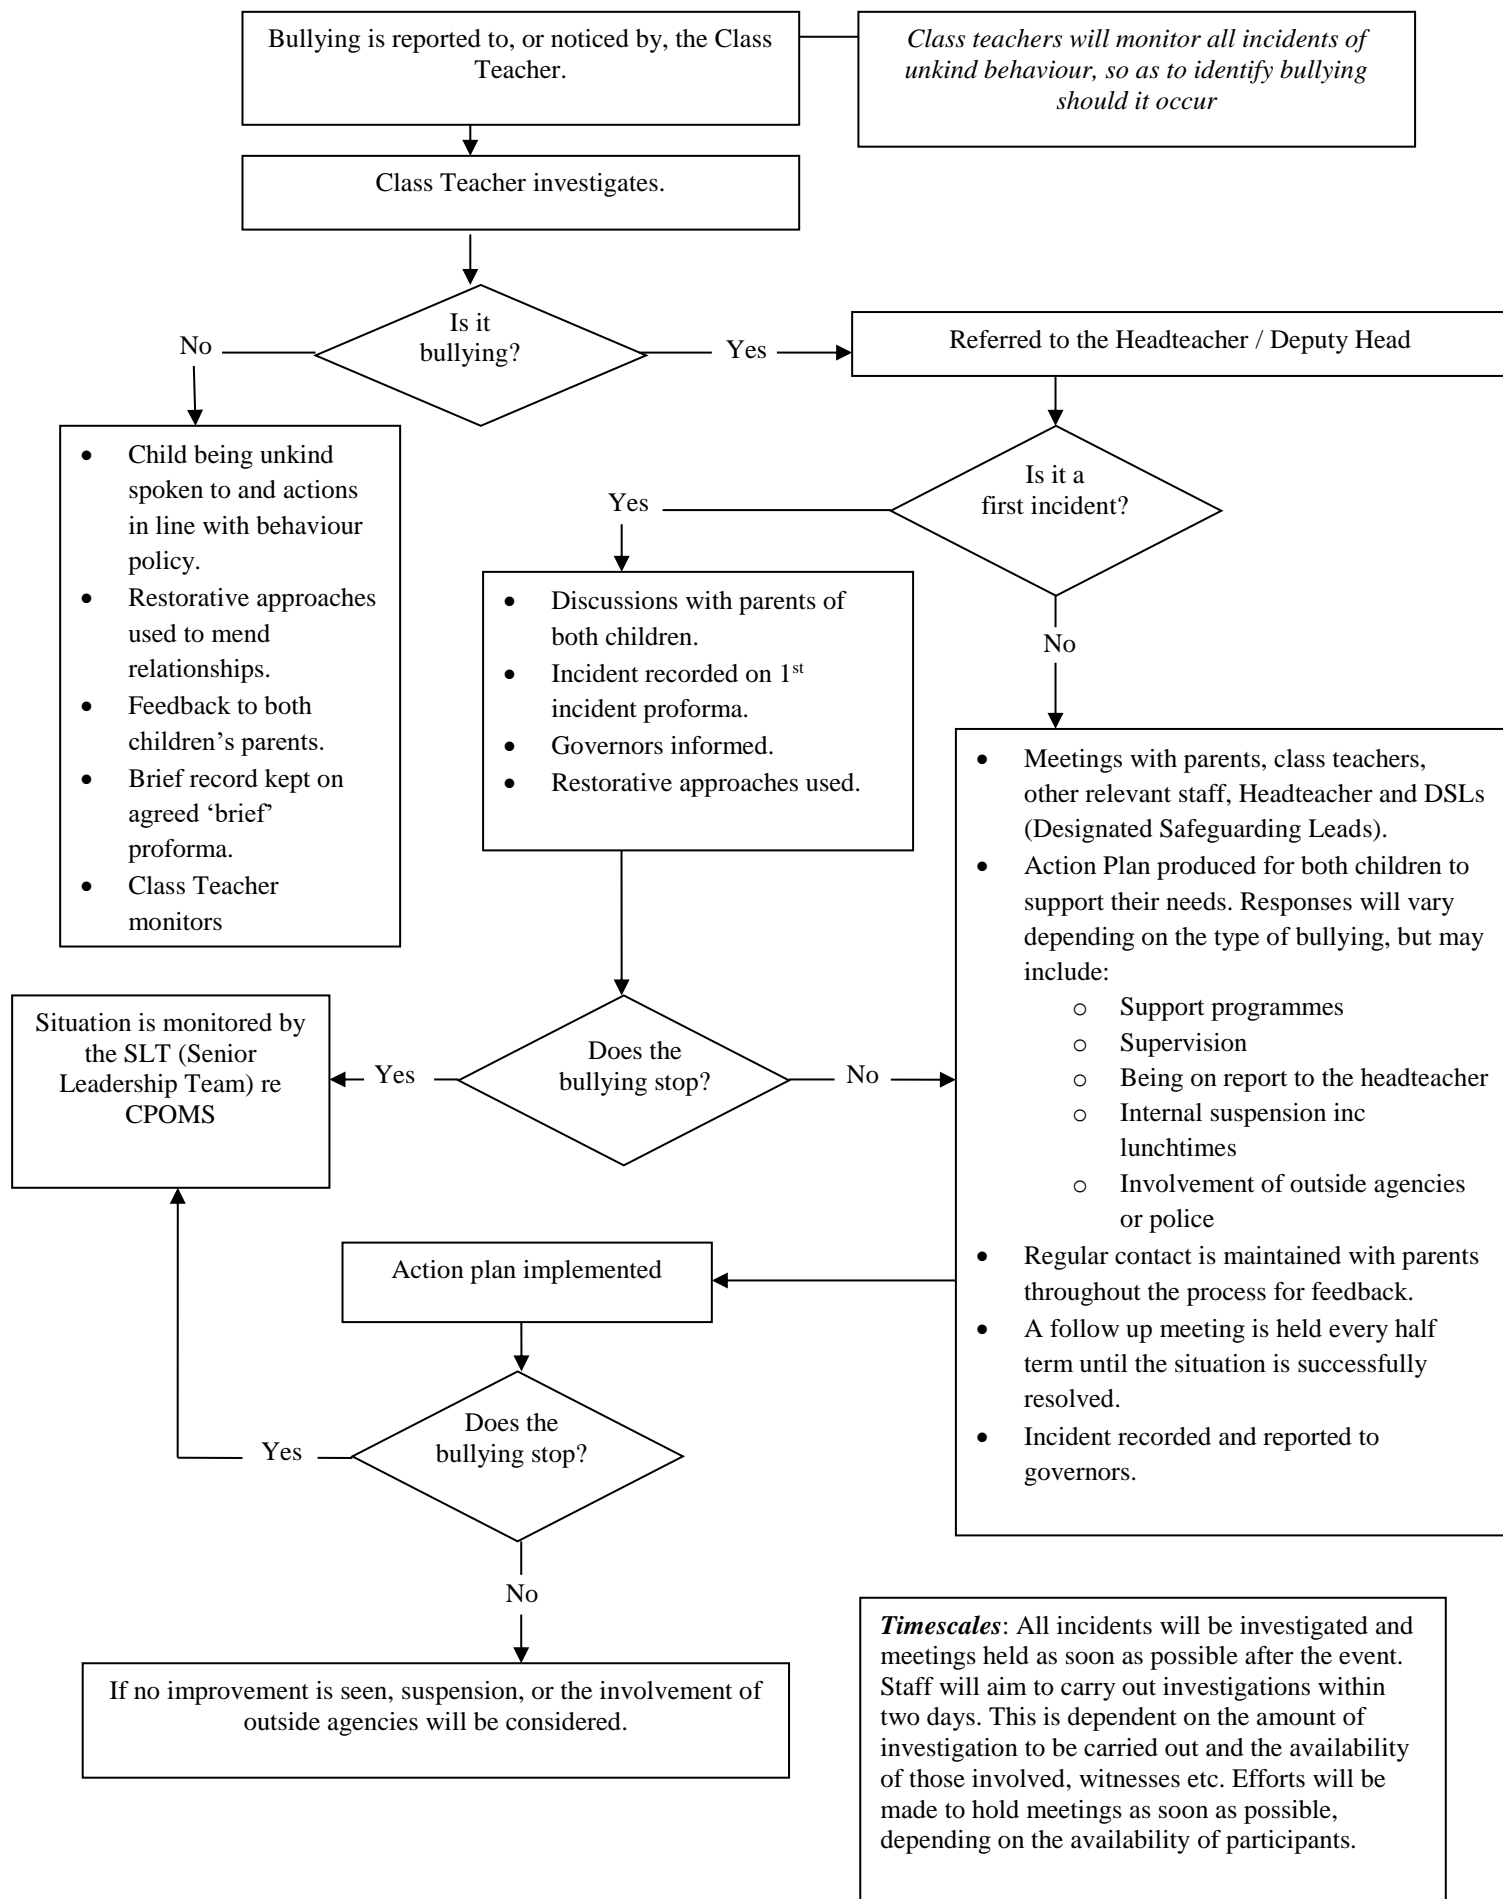 Bullying is reported to, or noticed by, the Class
Teacher.
Class teachers will monitor all incidents of
unkind behaviour, so as to identify bullying
should it occur
Class Teacher investigates.
Is it
bullying?
No
Yes
Referred to the Headteacher / Deputy Head
• Child being unkind
spoken to and actions
in line with behaviour
policy.
• Restorative approaches
used to mend
relationships.
• Feedback to both
children’s parents.
• Brief record kept on
agreed ‘brief’
proforma.
• Class Teacher
monitors
Is it a
first incident?
Yes
No
• Discussions with parents of
both children.
• Incident recorded on 1st
incident proforma.
• Governors informed.
• Restorative approaches used.
• Meetings with parents, class teachers,
other relevant staff, Headteacher and DSLs
(Designated Safeguarding Leads).
• Action Plan produced for both children to
support their needs. Responses will vary
depending on the type of bullying, but may
include:
o Support programmes
o Supervision
o Being on report to the headteacher
o Internal suspension inc
lunchtimes
o Involvement of outside agencies
or police
• Regular contact is maintained with parents
throughout the process for feedback.
• A follow up meeting is held every half
term until the situation is successfully
resolved.
• Incident recorded and reported to
governors.
Does the
bullying stop?
Yes
No
Situation is monitored by
the SLT (Senior
Leadership Team) re
CPOMS
Action plan implemented
Does the
bullying stop?
Yes
No
If no improvement is seen, suspension, or the involvement of
outside agencies will be considered.
Timescales: All incidents will be investigated and
meetings held as soon as possible after the event.
Staff will aim to carry out investigations within
two days. This is dependent on the amount of
investigation to be carried out and the availability
of those involved, witnesses etc. Efforts will be
made to hold meetings as soon as possible,
depending on the availability of participants.